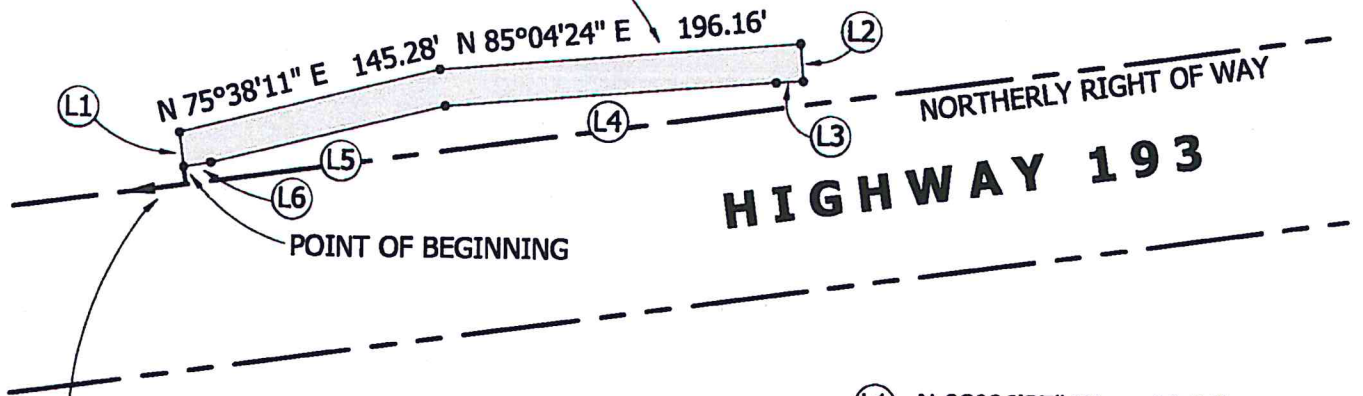 N 75°38'11" E 145.28' N 85°04'24" E 196.16'
L2
L1
NORTHERLY RIGHT OF WAY
L3
L4
L5
L6
HIGHWAY 193
POINT OF BEGINNING